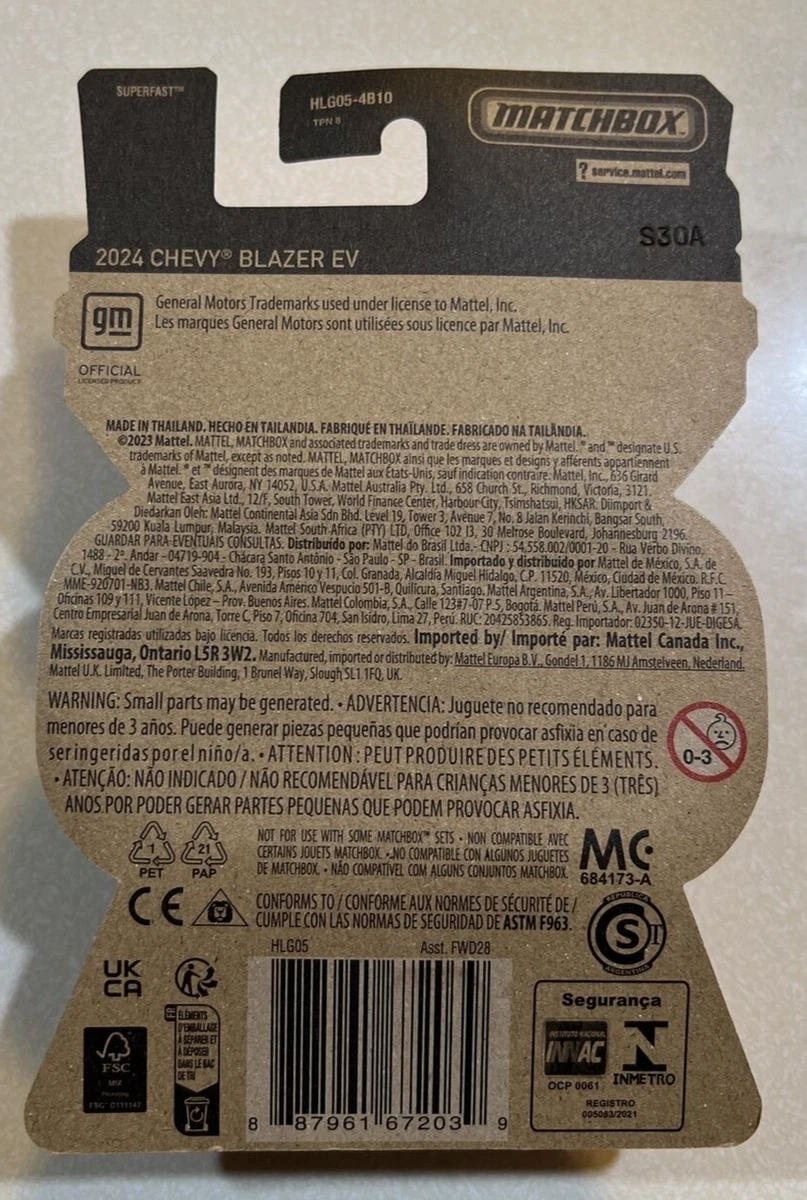 SUPERFAST™
HLG05-4B10
TPN 8
MATCHBOX
? service.mattel.com
S30A
2024 CHEVY® BLAZER EV
gm
OFFICIAL
LICENSED PRODUCT
General Motors Trademarks used under license to Mattel, Inc.
Les marques General Motors sont utilisées sous licence par Mattel, Inc.
MADE IN THAILAND. HECHO EN TAILANDIA. FABRIQUÉ EN THAÏLANDE. FABRICADO NA TAILÂNDIA.
©2023 Mattel. MATTEL, MATCHBOX and associated trademarks and trade dress are owned by Mattel. ® and ™ designate U.S.
trademarks of Mattel, except as noted. MATTEL, MATCHBOX ainsi que les marques et designs y afférents appartiennent
à Mattel. ® et ™ désignent des marques de Mattel aux États-Unis, sauf indication contraire. Mattel, Inc., 636 Girard
Avenue, East Aurora, NY 14052, U.S.A. Mattel Australia Pty. Ltd., 658 Church St., Richmond, Victoria, 3121.
Mattel East Asia Ltd., 12/F, South Tower, World Finance Center, Harbour City, Tsimshatsui, HKSAR. Diimport &
Diedarkan Oleh: Mattel Continental Asia Sdn Bhd. Level 19, Tower 3, Avenue 7, No. 8 Jalan Kerinchi, Bangsar South,
59200 Kuala Lumpur, Malaysia. Mattel South Africa (PTY) LTD, Office 102 I3, 30 Melrose Boulevard, Johannesburg 2196.
GUARDAR PARA EVENTUAIS CONSULTAS. Distribuído por: Mattel do Brasil Ltda.- CNPJ : 54.558.002/0001-20 - Rua Verbo Divino,
1488 - 2º. Andar - 04719-904 - Chácara Santo Antônio - São Paulo - SP - Brasil. Importado y distribuido por Mattel de México, S.A. de
C.V., Miguel de Cervantes Saavedra No. 193, Pisos 10 y 11, Col. Granada, Alcaldía Miguel Hidalgo, C.P. 11520, México, Ciudad de México. R.F.C.
MME-920701-NB3. Mattel Chile, S.A., Avenida Américo Vespucio 501-B, Quilicura, Santiago. Mattel Argentina, S.A., Av. Libertador 1000, Piso 11–
Oficinas 109 y 111, Vicente López – Prov. Buenos Aires. Mattel Colombia, S.A., Calle 123#7-07 P.5, Bogotá. Mattel Perú, S.A., Av. Juan de Arona # 151,
Centro Empresarial Juan de Arona, Torre C, Piso 7, Oficina 704, San Isidro, Lima 27, Perú. RUC: 20425853865. Reg. Importador: 02350-12-JUE-DIGESA.
Marcas registradas utilizadas bajo licencia. Todos los derechos reservados. Imported by/ Importé par: Mattel Canada Inc.,
Mississauga, Ontario L5R 3W2. Manufactured, imported or distributed by: Mattel Europa B.V., Gondel 1, 1186 MJ Amstelveen, Nederland.
Mattel U.K. Limited, The Porter Building, 1 Brunel Way, Slough SL1 1FQ, UK.
WARNING: Small parts may be generated. • ADVERTENCIA: Juguete no recomendado para
menores de 3 años. Puede generar piezas pequeñas que podrían provocar asfixia en caso de
ser ingeridas por el niño/a. • ATTENTION : PEUT PRODUIRE DES PETITS ÉLÉMENTS.
• ATENÇÃO: NÃO INDICADO / NÃO RECOMENDÁVEL PARA CRIANÇAS MENORES DE 3 (TRÊS)
ANOS POR PODER GERAR PARTES PEQUENAS QUE PODEM PROVOCAR ASFIXIA.
0-3
1
PET
21
PAP
NOT FOR USE WITH SOME MATCHBOX™ SETS • NON COMPATIBLE AVEC
CERTAINS JOUETS MATCHBOX. • NO COMPATIBLE CON ALGUNOS JUGUETES
DE MATCHBOX. • NÃO COMPATÍVEL COM ALGUNS CONJUNTOS MATCHBOX.
MC
684173-A
CE
CONFORMS TO / CONFORME AUX NORMES DE SÉCURITÉ DE /
CUMPLE CON LAS NORMAS DE SEGURIDAD DE ASTM F963.
REPUBLICA
S
ARGENTINA
HLG05
Asst. FWD28
UK
CA
FR
ÉLÉMENTS
D'EMBALLAGE
À SÉPARER ET
À DÉPOSER
DANS LE BAC
DE TRI
FSC
MIX
FSC® C111147
8 87961 67203 9
Segurança
INSTITUTO NACIONAL
INNAC
OCP 0061
INMETRO
REGISTRO
005083/2021